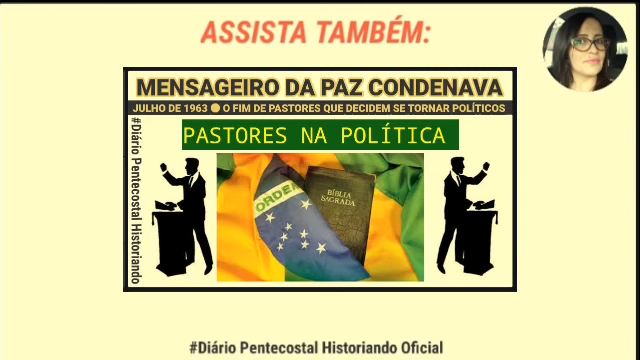 ASSISTA TAMBÉM:
MENSAGEIRO DA PAZ CONDENAVA
JULHO DE 1963 ● O FIM DE PASTORES QUE DECIDEM SE TORNAR POLÍTICOS
#Diário Pentecostal Historiando
PASTORES NA POLÍTICA
ORDEM
BÍBLIA
SAGRADA
#Diário Pentecostal Historiando Oficial